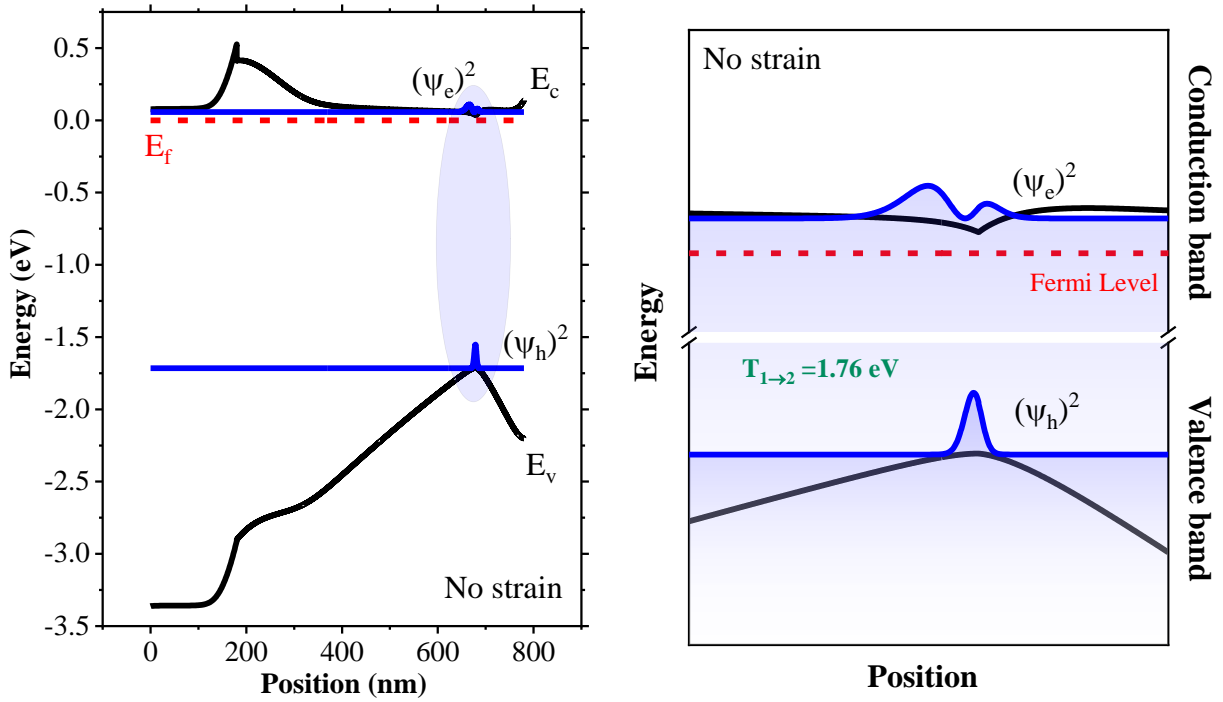 0.5
0.0
-0.5
-1.0
-1.5
-2.0
-2.5
-3.0
-3.5
Energy (eV)
0
200
400
600
800
Position (nm)
(ψe)²
Ec
Ef
(ψh)²
Ev
No strain
No strain
(ψe)²
Fermi Level
T1→2 =1.76 eV
(ψh)²
Energy
Position
Conduction band
Valence band